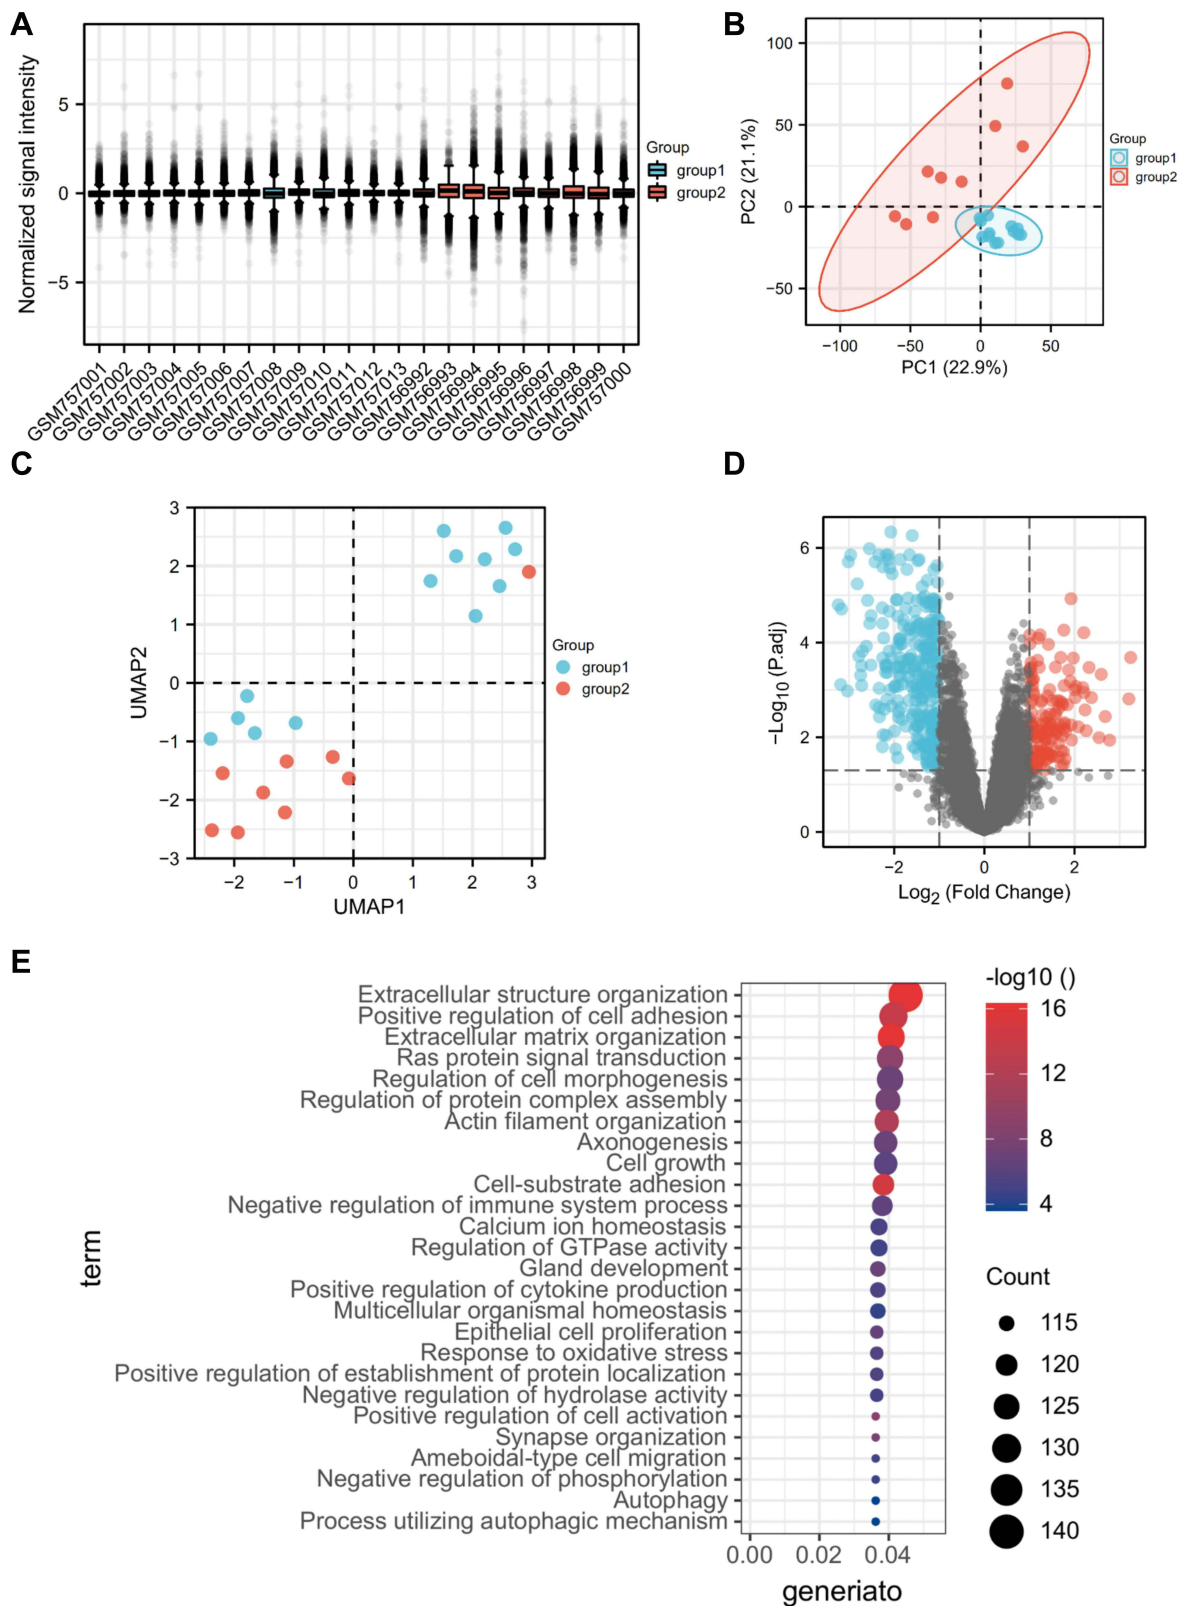 A
Normalized signal intensity
5
0
−5
GSM757001
GSM757002
GSM757003
GSM757004
GSM757005
GSM757006
GSM757007
GSM757008
GSM757009
GSM757010
GSM757011
GSM757012
GSM757013
GSM756992
GSM756993
GSM756994
GSM756995
GSM756996
GSM756997
GSM756998
GSM756999
GSM757000
Group
group1
group2
B
PC2 (21.1%)
100
50
0
−50
−100
−50
0
50
PC1 (22.9%)
Group
group1
group2
C
UMAP2
3
2
1
0
−1
−2
−3
−2
−1
0
1
2
3
UMAP1
Group
group1
group2
D
−Log10 (P.adj)
6
4
2
0
−2
0
2
Log2 (Fold Change)
E
term
Extracellular structure organization
Positive regulation of cell adhesion
Extracellular matrix organization
Ras protein signal transduction
Regulation of cell morphogenesis
Regulation of protein complex assembly
Actin filament organization
Axonogenesis
Cell growth
Cell-substrate adhesion
Negative regulation of immune system process
Calcium ion homeostasis
Regulation of GTPase activity
Gland development
Positive regulation of cytokine production
Multicellular organismal homeostasis
Epithelial cell proliferation
Response to oxidative stress
Positive regulation of establishment of protein localization
Negative regulation of hydrolase activity
Positive regulation of cell activation
Synapse organization
Ameboidal-type cell migration
Negative regulation of phosphorylation
Autophagy
Process utilizing autophagic mechanism
0.00
0.02
0.04
generiato
-log10 ()
16
12
8
4
Count
115
120
125
130
135
140